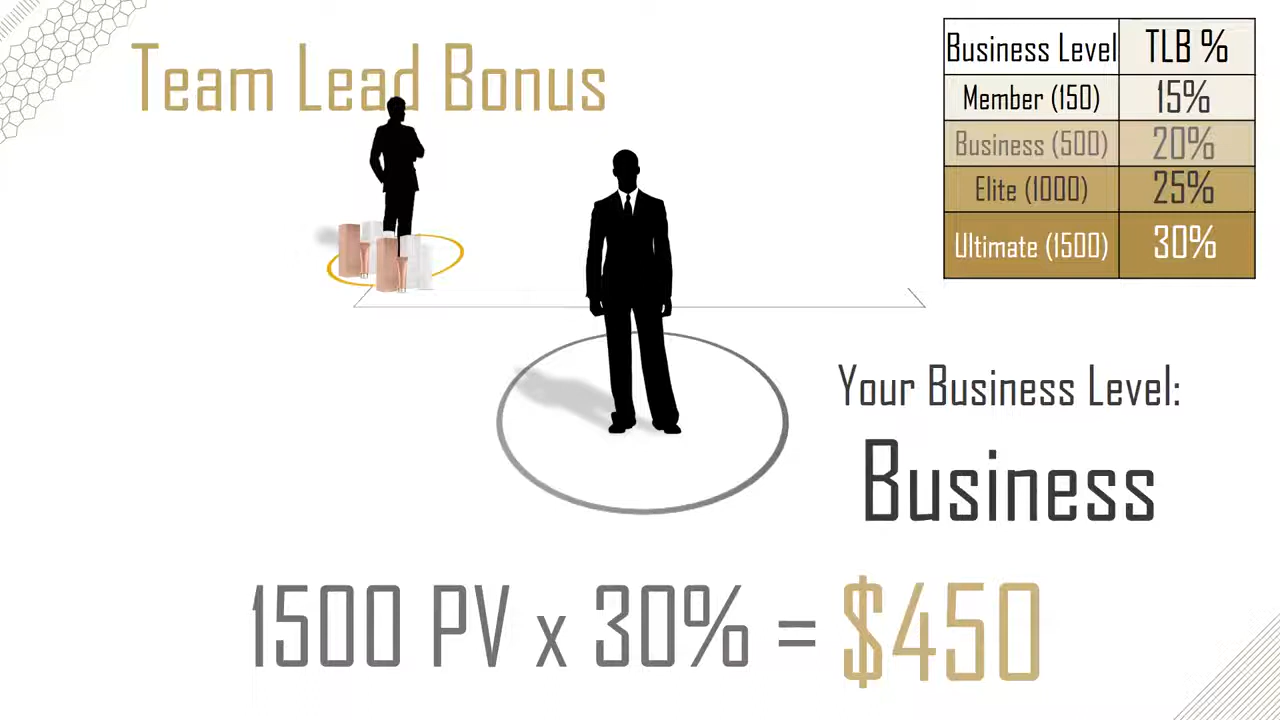 Team Lead Bonus
Business Level TLB %
Member (150) 15%
Business (500) 20%
Elite (1000) 25%
Ultimate (1500) 30%
Your Business Level:
Business
1500 PV x 30% = $450